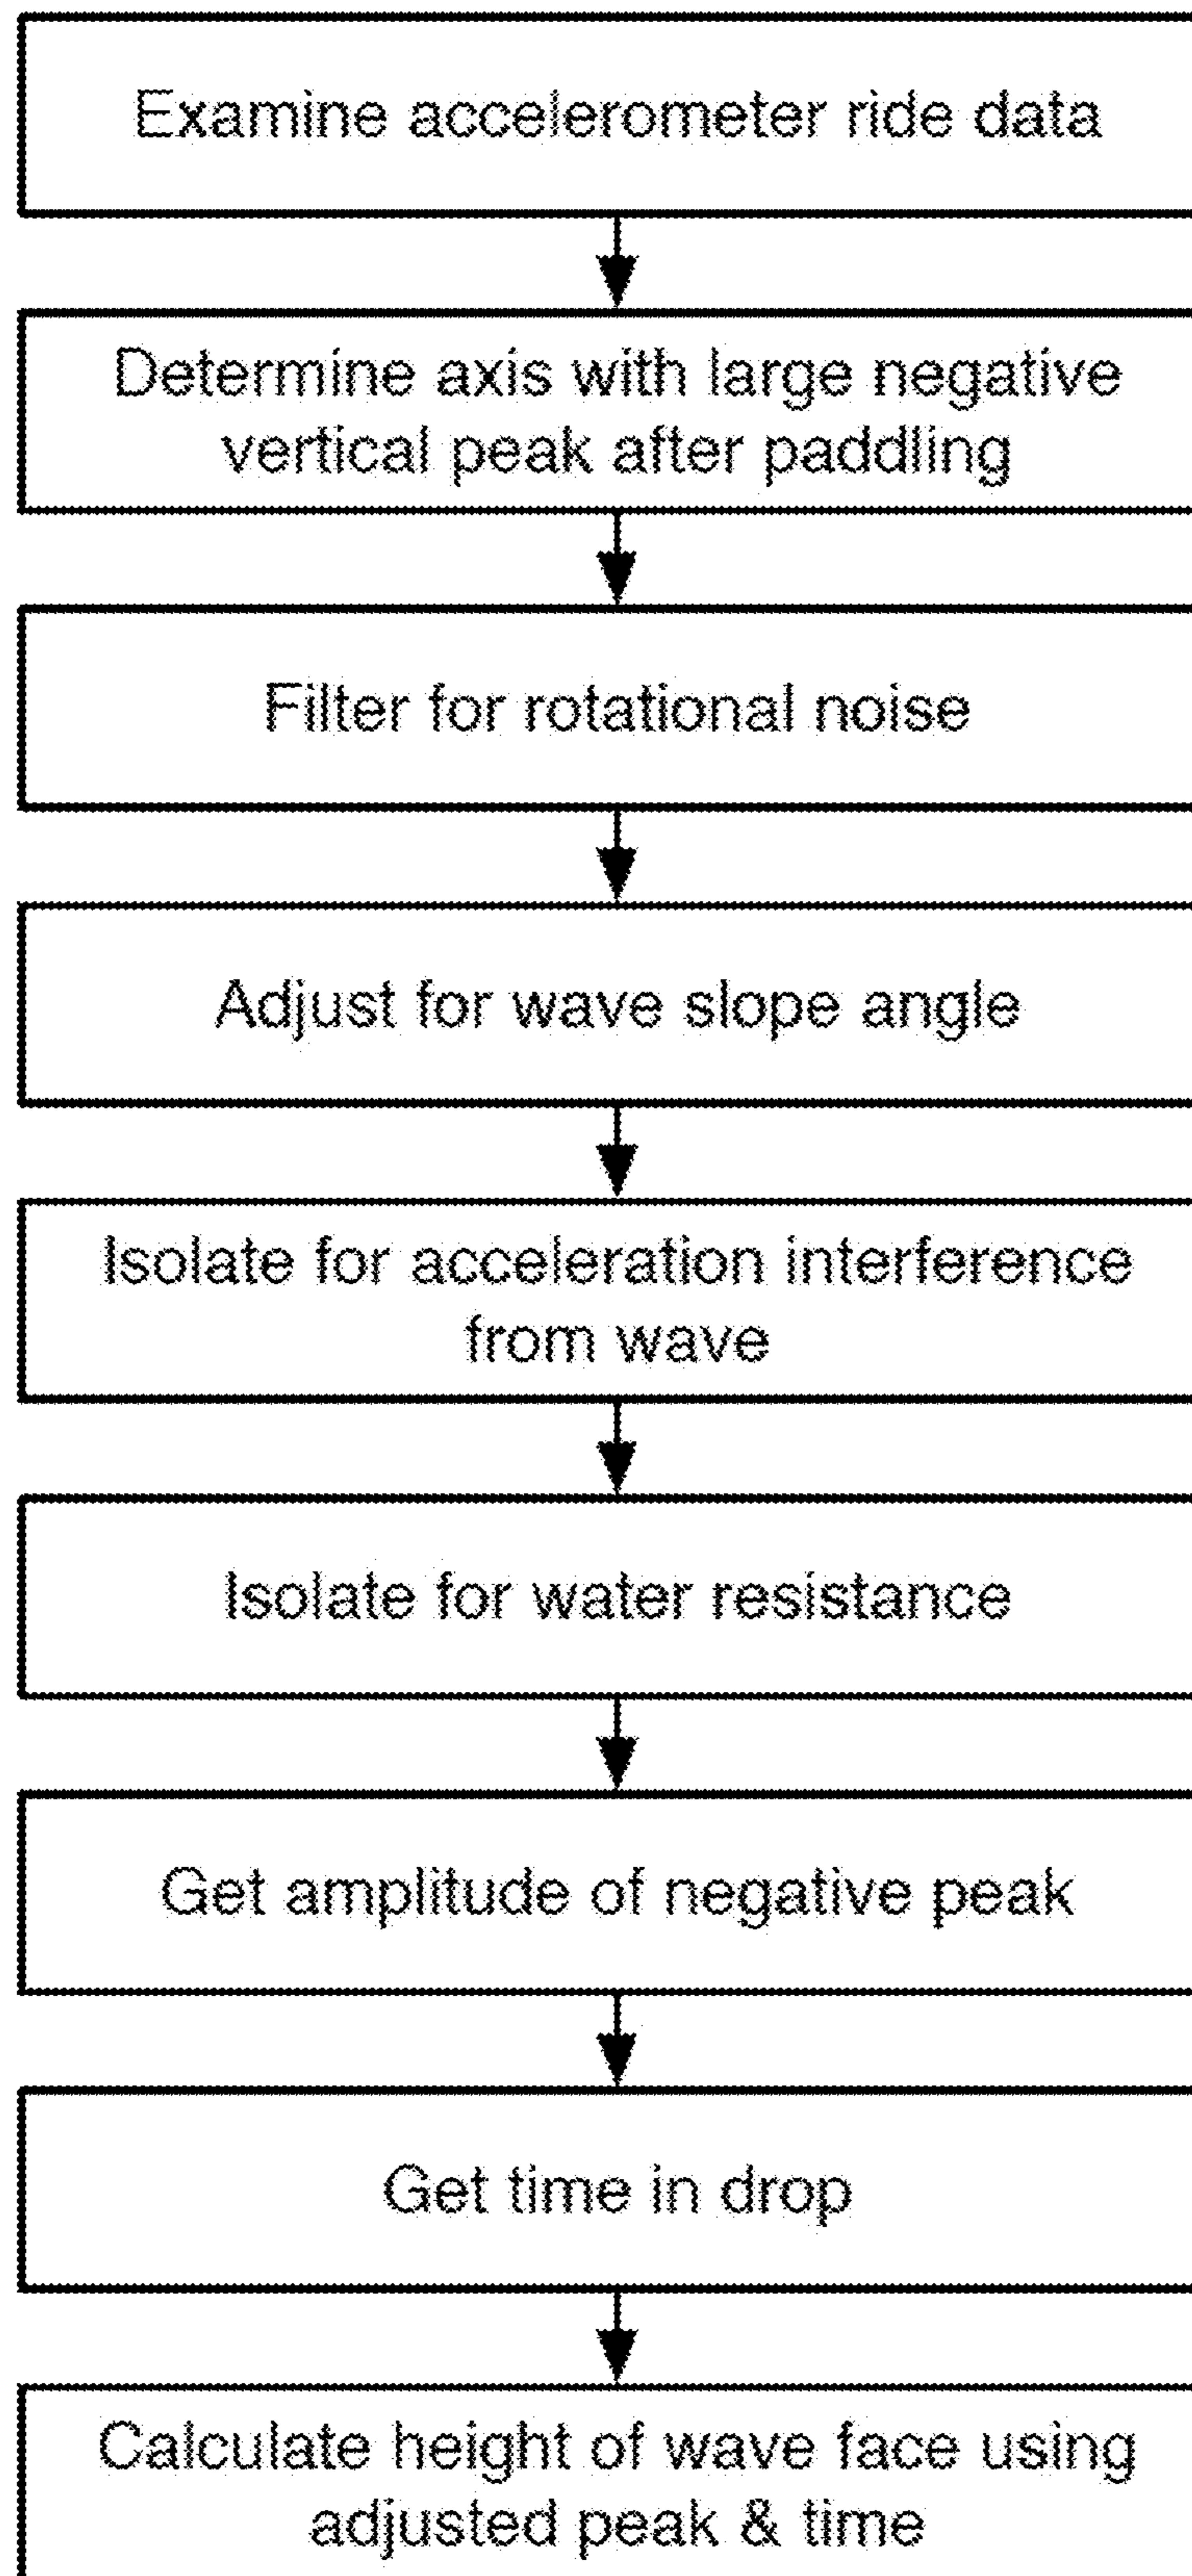 Examine accelerometer ride data
Determine axis with large negative
vertical peak after paddling
Filter for rotational noise
Adjust for wave slope angle
Isolate for acceleration interference
from wave
Isolate for water resistance
Get amplitude of negative peak
Get time in drop
Calculate height of wave face using
adjusted peak & time